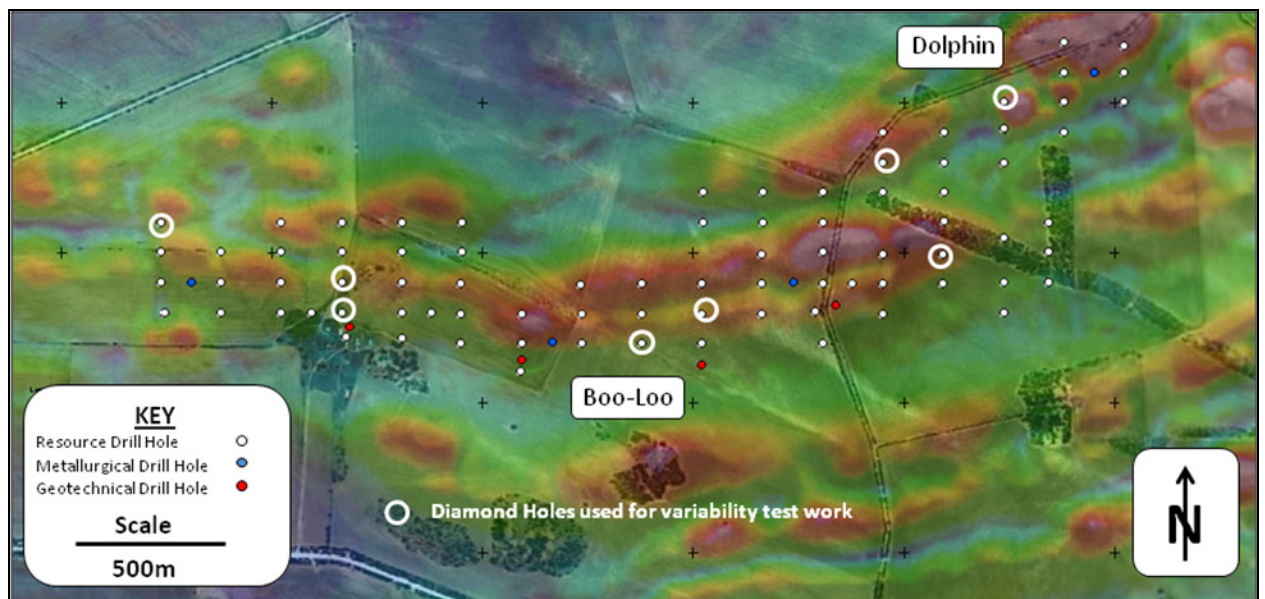 Dolphin
Boo-Loo
KEY
Resource Drill Hole
Metallurgical Drill Hole
Geotechnical Drill Hole
Scale
500m
Diamond Holes used for variability test work
N